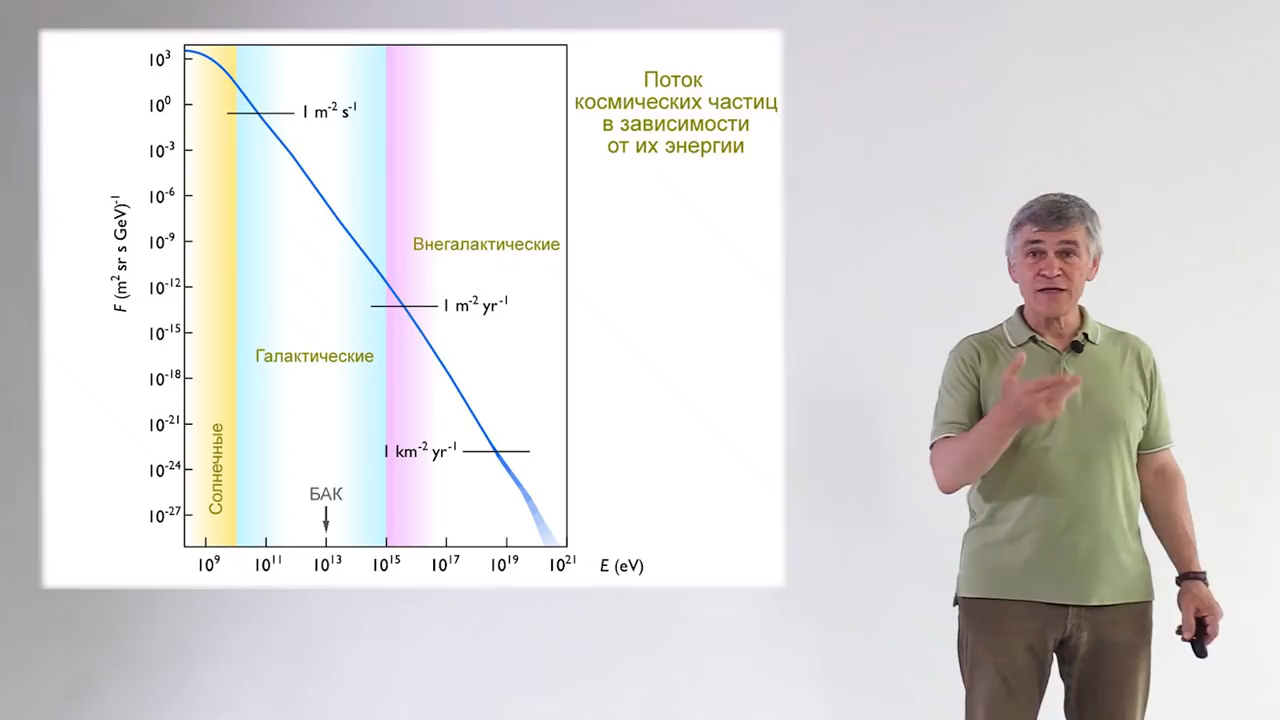 Поток
космических частиц
в зависимости
от их энергии
10³
10⁰
10⁻³
10⁻⁶
10⁻⁹
10⁻¹²
10⁻¹⁵
10⁻¹⁸
10⁻²¹
10⁻²⁴
10⁻²⁷
F (m² sr s GeV)⁻¹
1 m⁻² s⁻¹
Внегалактические
1 m⁻² yr⁻¹
Галактические
1 km⁻² yr⁻¹
Солнечные
БАК
10⁹ 10¹¹ 10¹³ 10¹⁵ 10¹⁷ 10¹⁹ 10²¹ E (eV)